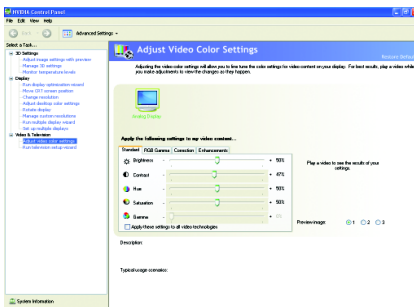 NVIDIA Control Panel
File Edit View Help
Advanced Settings
Select a Task...
3D Settings
Adjust image settings with preview
Manage 3D settings
Monitor temperature levels
Display
Run display optimization wizard
Move CRT screen position
Change resolution
Adjust desktop color settings
Rotate display
Manage custom resolutions
Run multiple display wizard
Set up multiple displays
Video & Television
Adjust video color settings
Run television setup wizard
System Information
Adjust Video Color Settings
Restore Defaults
Adjusting the video color settings will allow you to fine tune the color settings for video content on your display. For best results, play a video while
you make adjustments to view the changes as they happen.
Analog Display
Apply the following settings to my video content...
Standard RGB Gamma Correction Enhancements
Brightness - + 50%
Contrast - + 47%
Hue - + 50%
Saturation - + 50%
Gamma
Apply these settings to all video technologies
Play a video to see the results of your
settings.
Preview image: 1 2 3
Description:
Typical usage scenarios: